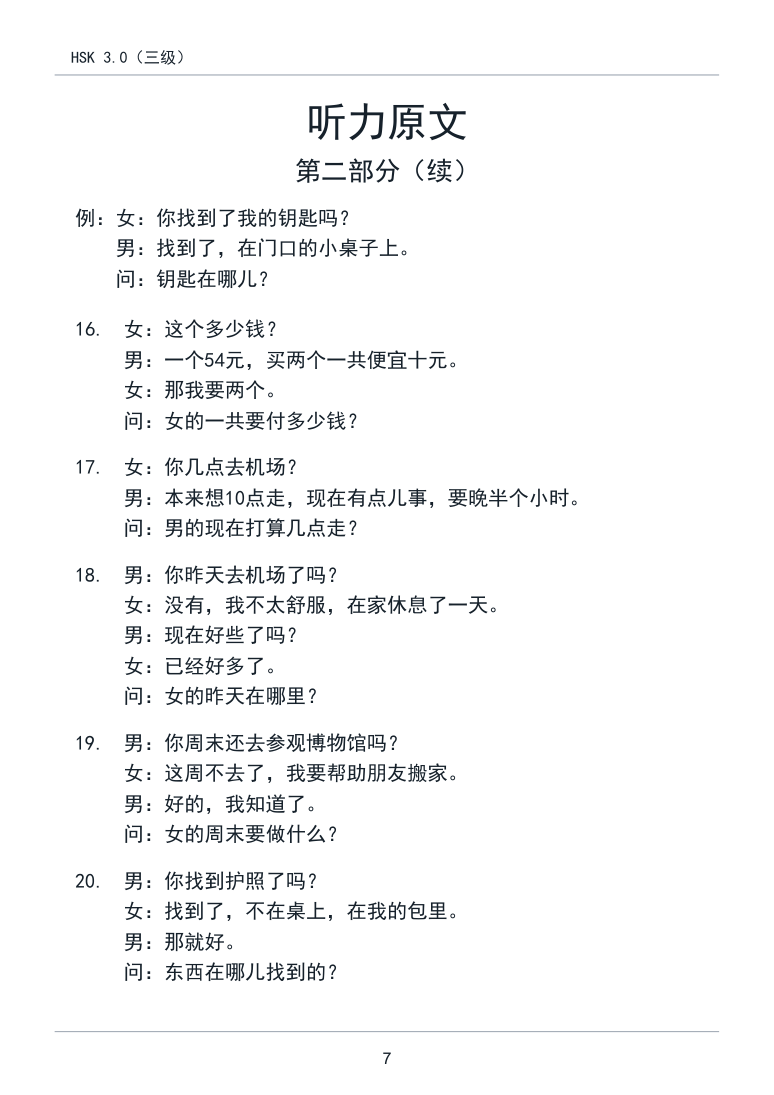 HSK 3.0（三级）
听力原文
第二部分（续）
例：女：你找到了我的钥匙吗？
男：找到了，在门口的小桌子上。
问：钥匙在哪儿？
16. 女：这个多少钱？
男：一个54元，买两个一共便宜十元。
女：那我要两个。
问：女的一共要付多少钱？
17. 女：你几点去机场？
男：本来想10点走，现在有点儿事，要晚半个小时。
问：男的现在打算几点走？
18. 男：你昨天去机场了吗？
女：没有，我不太舒服，在家休息了一天。
男：现在好些了吗？
女：已经好多了。
问：女的昨天在哪里？
19. 男：你周末还去参观博物馆吗？
女：这周不去了，我要帮助朋友搬家。
男：好的，我知道了。
问：女的周末要做什么？
20. 男：你找到护照了吗？
女：找到了，不在桌上，在我的包里。
男：那就好。
问：东西在哪儿找到的？
7